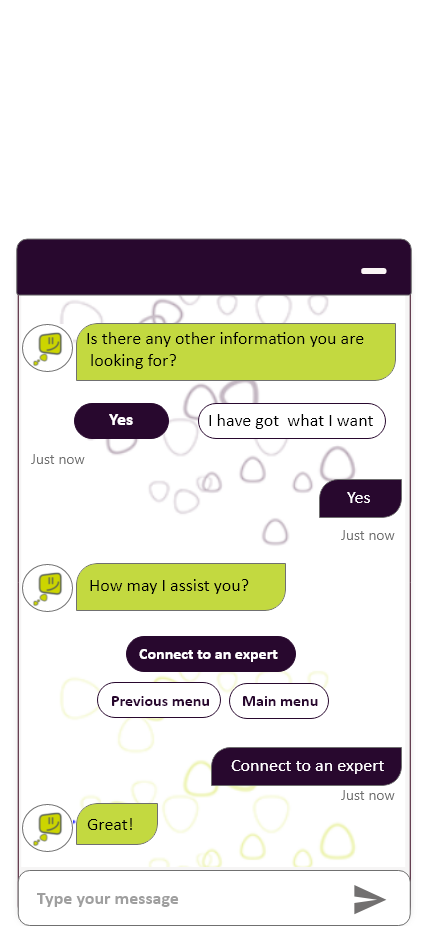 Is there any other information you are
looking for?
Yes
I have got  what I want
Just now
Yes
Just now
How may I assist you?
Connect to an expert
Previous menu
Main menu
Connect to an expert
Just now
Great!
Type your message